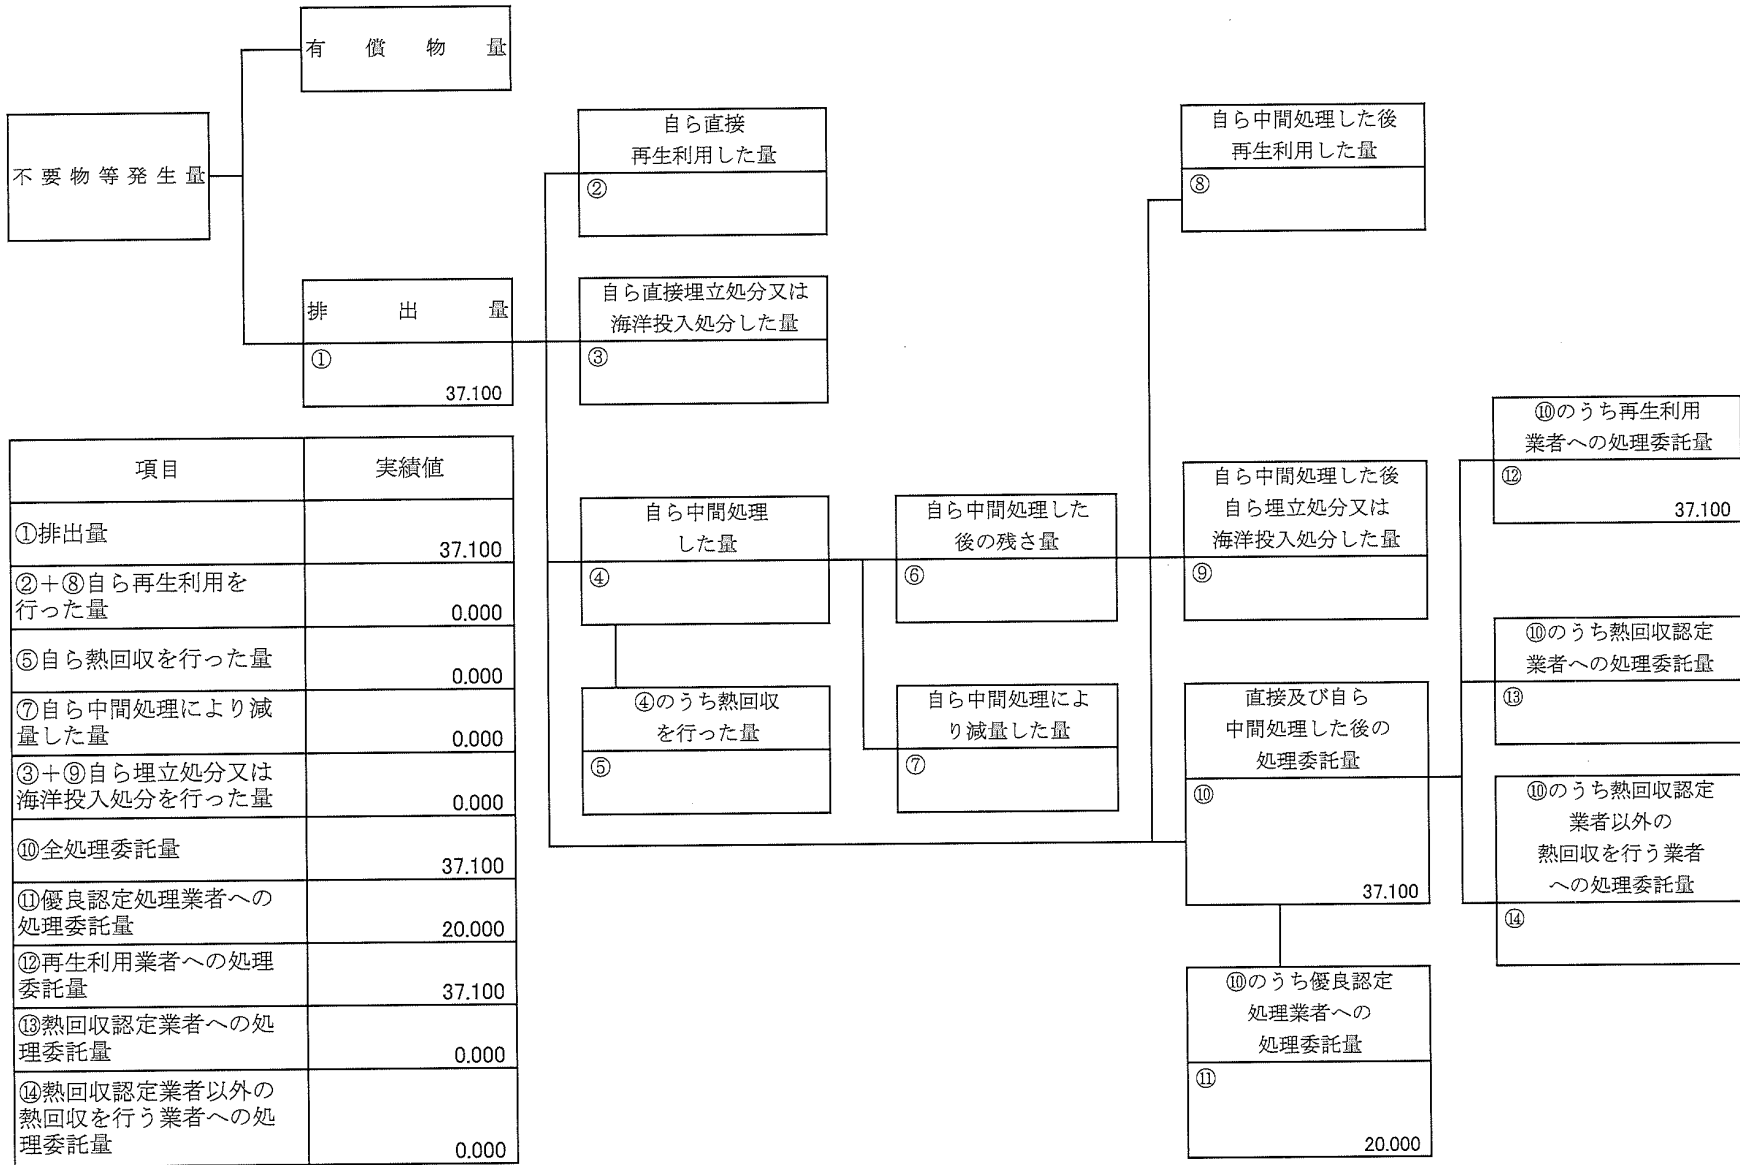 有償物量
不要物等発生量
排出量
①
37.100
自ら直接
再生利用した量
②
自ら直接埋立処分又は
海洋投入処分した量
③
自ら中間処理
した量
④
④のうち熱回収
を行った量
⑤
自ら中間処理した
後の残さ量
⑥
自ら中間処理によ
り減量した量
⑦
自ら中間処理した後
再生利用した量
⑧
自ら中間処理した後
自ら埋立処分又は
海洋投入処分した量
⑨
直接及び自ら
中間処理した後の
処理委託量
⑩
37.100
⑩のうち優良認定
処理業者への
処理委託量
⑪
20.000
⑩のうち再生利用
業者への処理委託量
⑫
37.100
⑩のうち熱回収認定
業者への処理委託量
⑬
⑩のうち熱回収認定
業者以外の
熱回収を行う業者
への処理委託量
⑭
項目 実績値
①排出量 37.100
②+⑧自ら再生利用を
行った量 0.000
⑤自ら熱回収を行った量 0.000
⑦自ら中間処理により減
量した量 0.000
③+⑨自ら埋立処分又は
海洋投入処分を行った量 0.000
⑩全処理委託量 37.100
⑪優良認定処理業者への
処理委託量 20.000
⑫再生利用業者への処理
委託量 37.100
⑬熱回収認定業者への処
理委託量 0.000
⑭熱回収認定業者以外の
熱回収を行う業者への処
理委託量 0.000